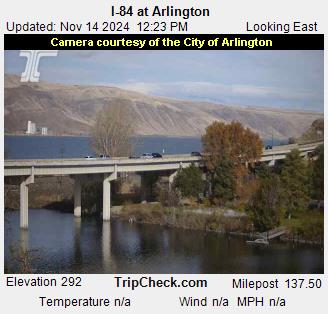 I-84 at Arlington
Updated: Nov 14 2024 12:23 PM Looking East
Camera courtesy of the City of Arlington
Elevation 292 TripCheck.com Milepost 137.50
Temperature n/a Wind n/a MPH n/a